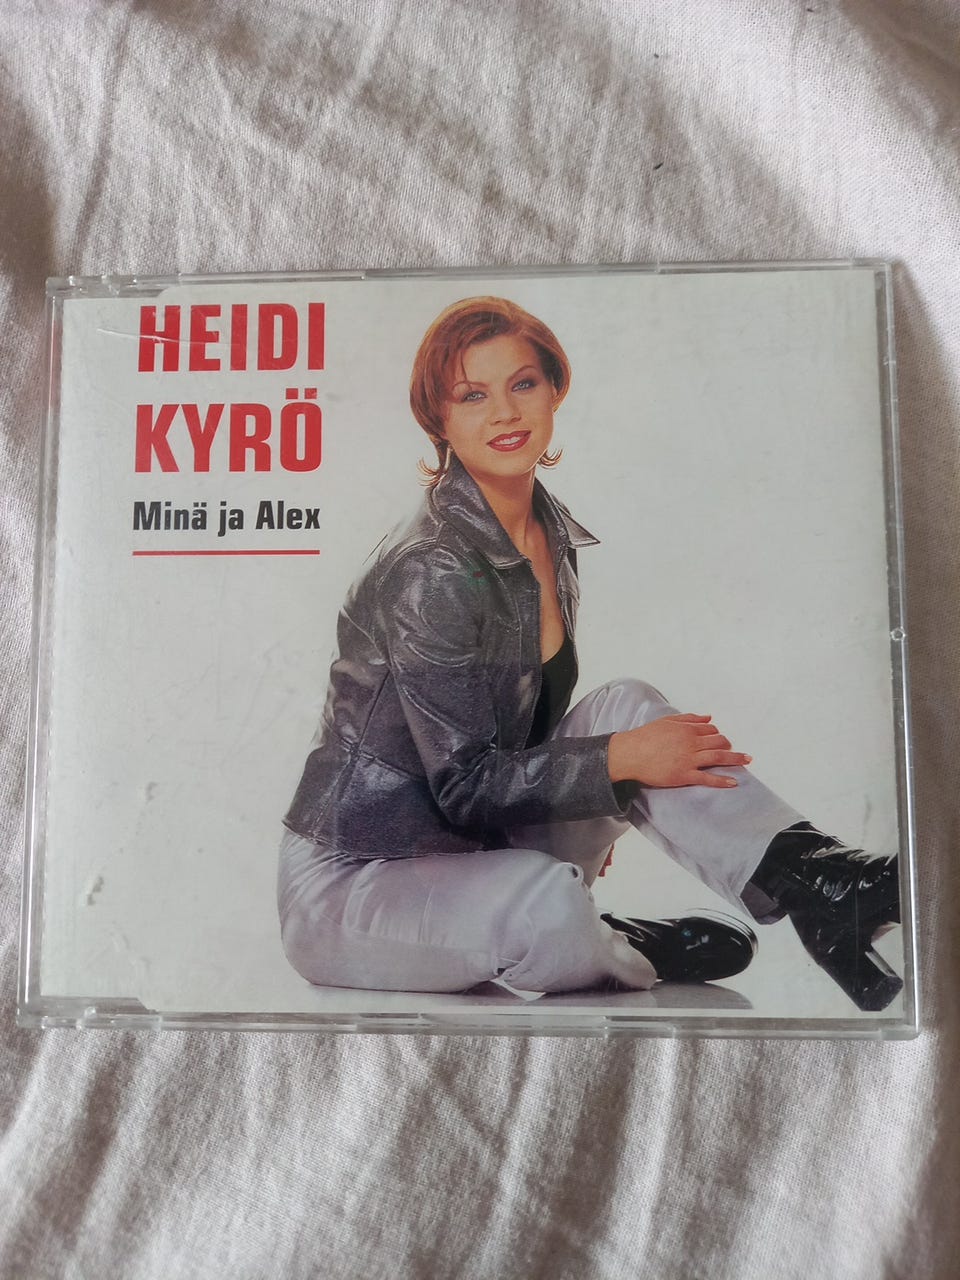 HEIDI
KYRÖ
Minä ja Alex